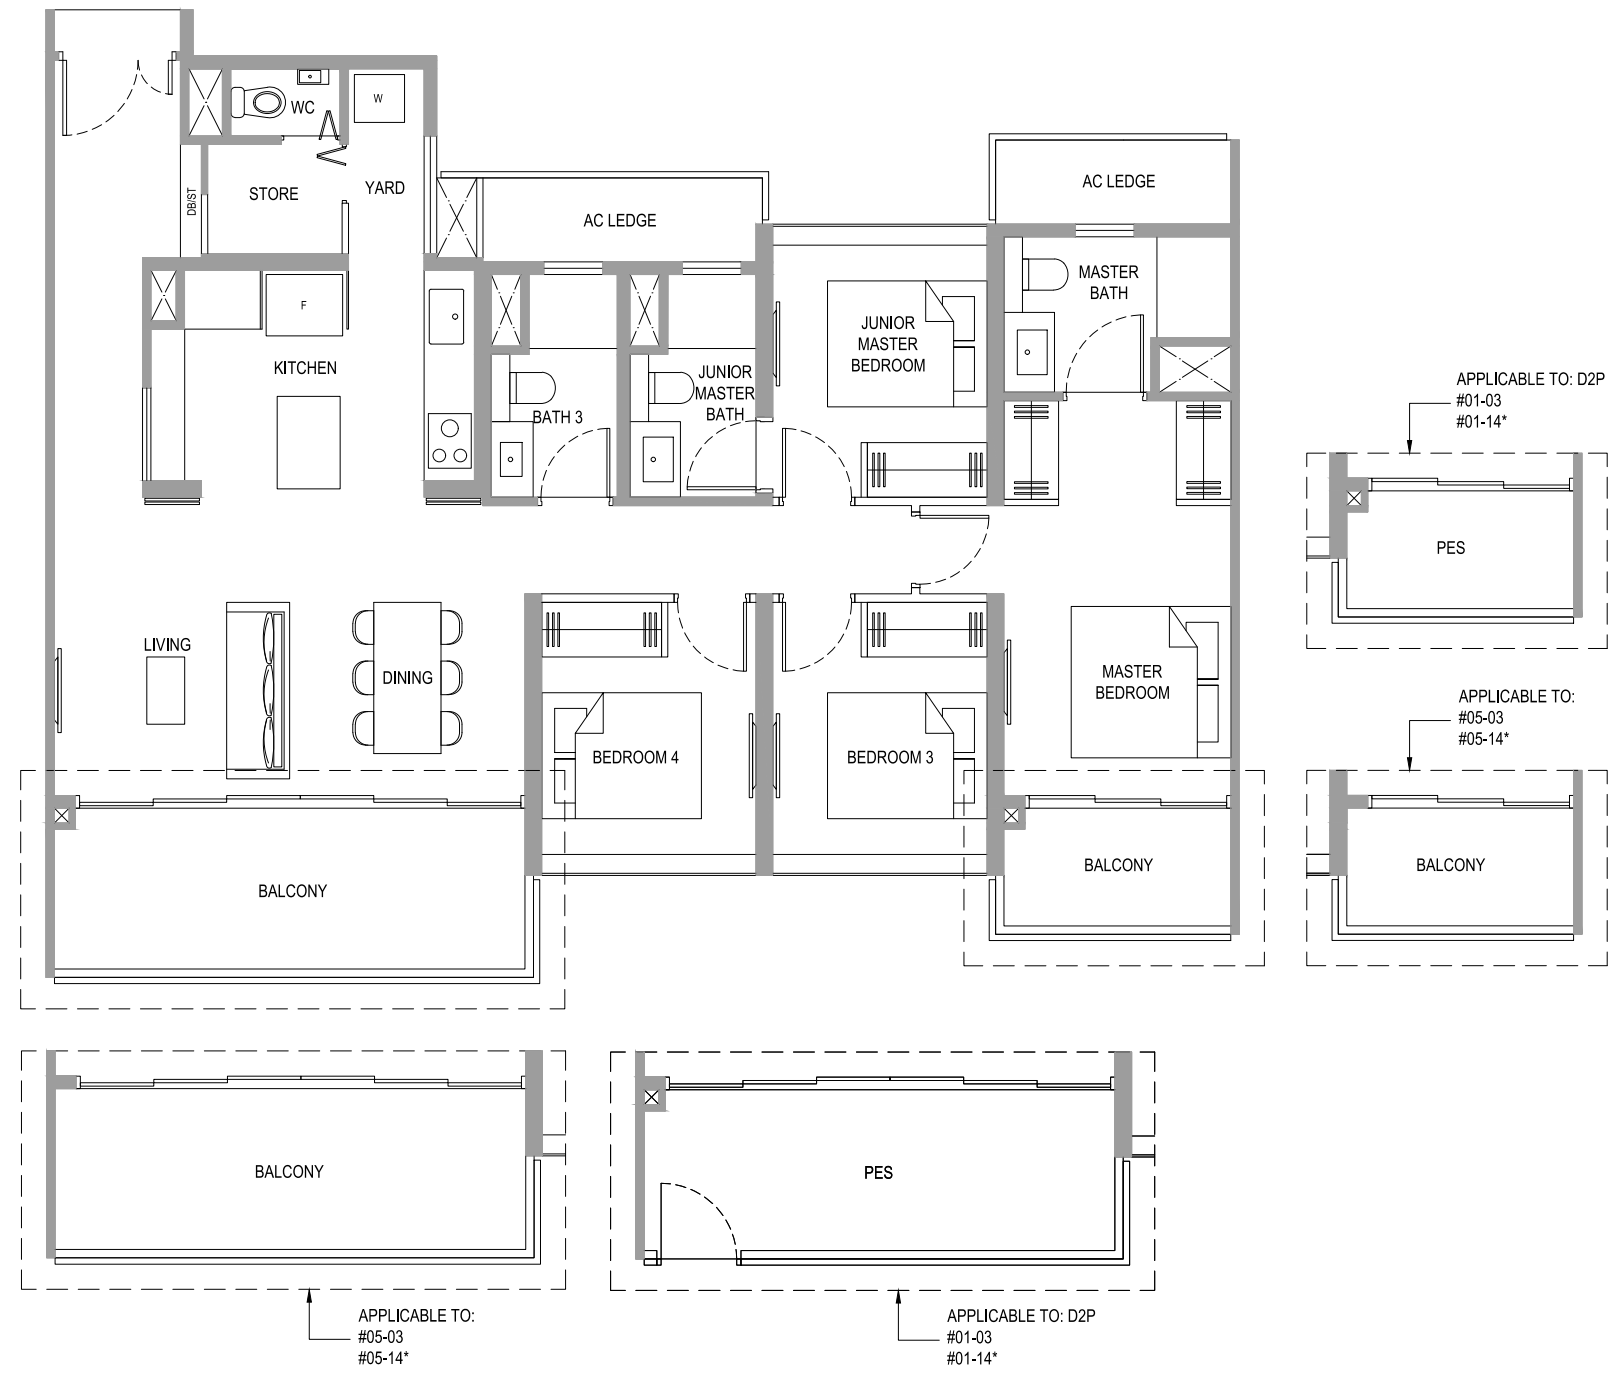 WC
W
DB/ST
STORE
YARD
AC LEDGE
AC LEDGE
MASTER
BATH
F
KITCHEN
JUNIOR
MASTER
BEDROOM
JUNIOR
MASTER
BATH
BATH 3
LIVING
DINING
BEDROOM 4
BEDROOM 3
MASTER
BEDROOM
BALCONY
BALCONY
APPLICABLE TO: D2P
#01-03
#01-14*
PES
APPLICABLE TO:
#05-03
#05-14*
BALCONY
BALCONY
APPLICABLE TO:
#05-03
#05-14*
PES
APPLICABLE TO: D2P
#01-03
#01-14*